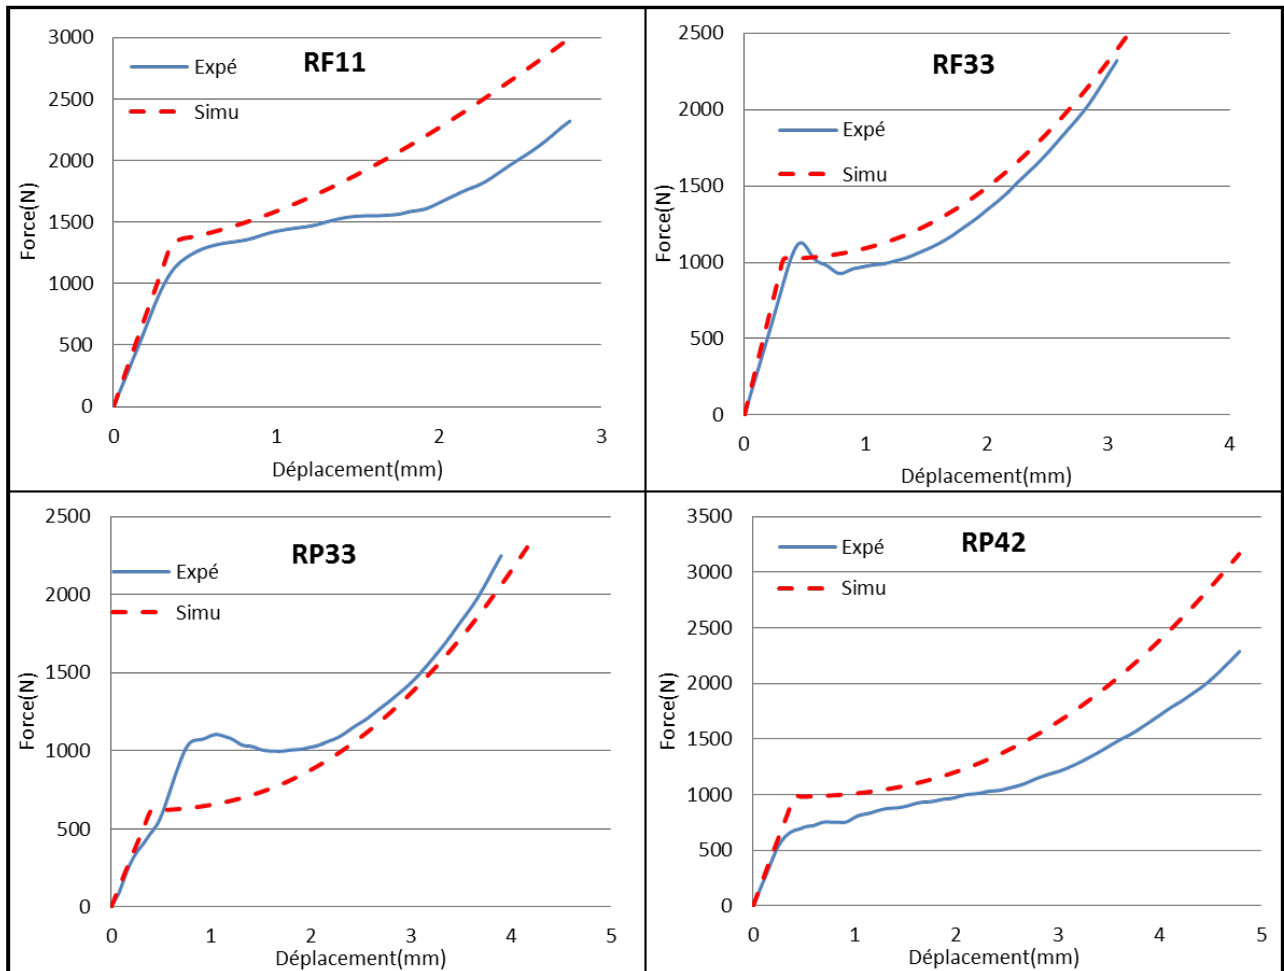 RF11
Expé
Simu
Force(N)
3000
2500
2000
1500
1000
500
0
0 1 2 3
Déplacement(mm)
RF33
Expé
Simu
Force(N)
2500
2000
1500
1000
500
0
0 1 2 3 4
Déplacement(mm)
RP33
Expé
Simu
Force(N)
2500
2000
1500
1000
500
0
0 1 2 3 4 5
Déplacement(mm)
RP42
Expé
Simu
Force(N)
3500
3000
2500
2000
1500
1000
500
0
0 1 2 3 4 5
Déplacement(mm)